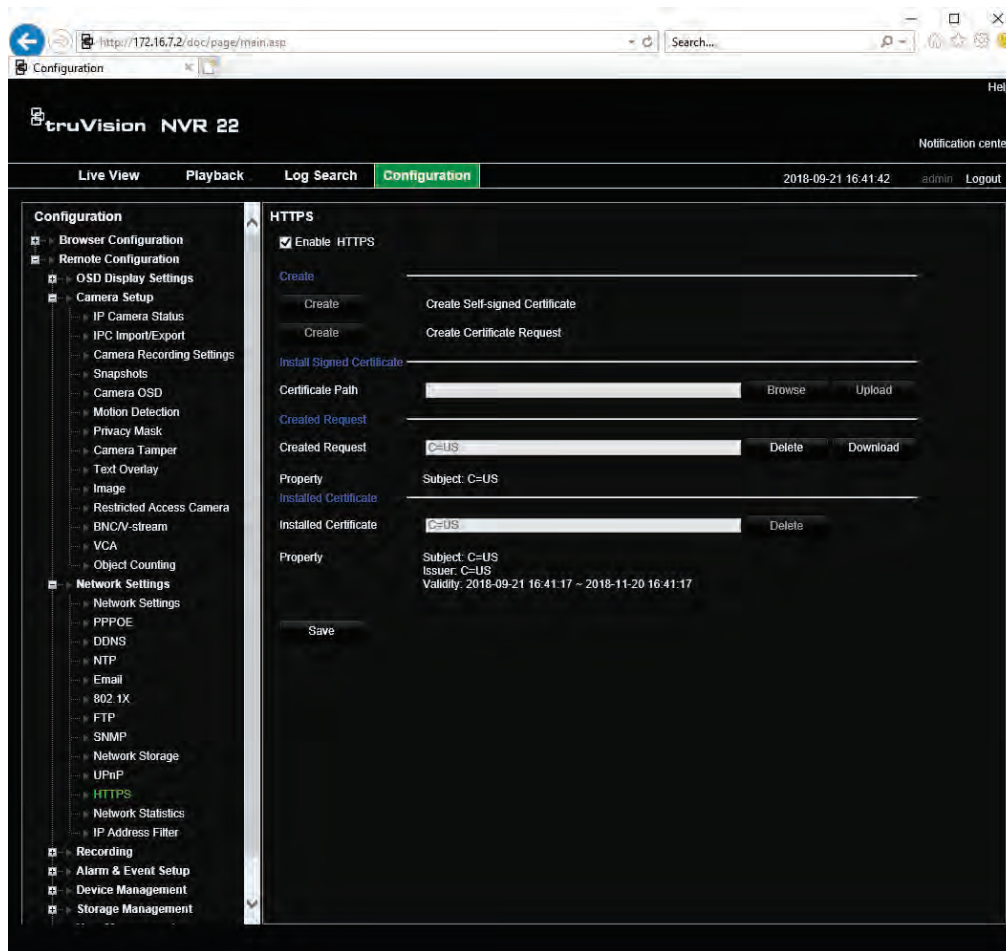 http://172.16.7.2/doc/page/main.asp
Search...
Configuration
Hel
truVision NVR 22
Notification cente
Live View Playback Log Search Configuration 2018-09-21 16:41:42 admin Logout
Configuration
Browser Configuration
Remote Configuration
OSD Display Settings
Camera Setup
IP Camera Status
IPC Import/Export
Camera Recording Settings
Snapshots
Camera OSD
Motion Detection
Privacy Mask
Camera Tamper
Text Overlay
Image
Restricted Access Camera
BNC/V-stream
VCA
Object Counting
Network Settings
Network Settings
PPPOE
DDNS
NTP
Email
802.1X
FTP
SNMP
Network Storage
UPnP
HTTPS
Network Statistics
IP Address Filter
Recording
Alarm & Event Setup
Device Management
Storage Management
HTTPS
Enable HTTPS
Create
Create Create Self-signed Certificate
Create Create Certificate Request
Install Signed Certificate
Certificate Path Browse Upload
Created Request
Created Request C=US Delete Download
Property Subject: C=US
Installed Certificate
Installed Certificate C=US Delete
Property Subject: C=US
Issuer: C=US
Validity: 2018-09-21 16:41:17 ~ 2018-11-20 16:41:17
Save